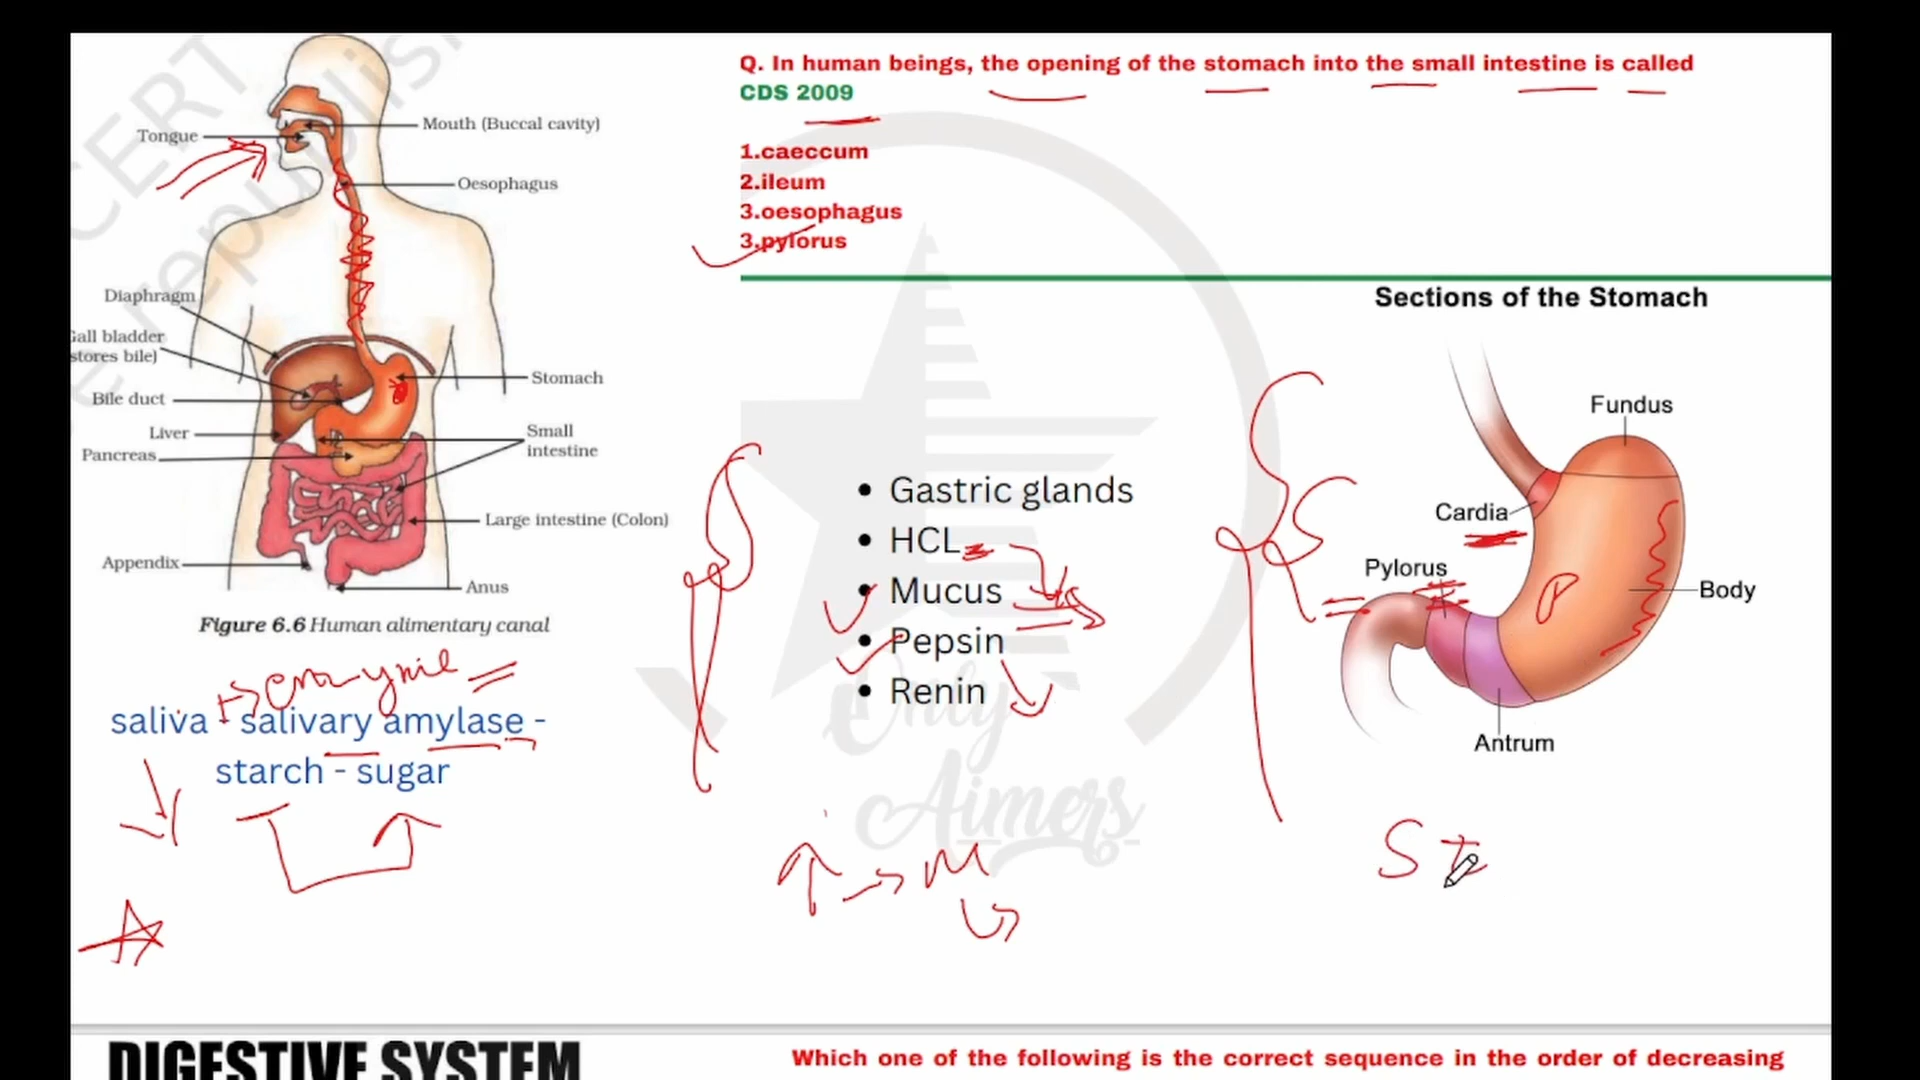 Q. In human beings, the opening of the stomach into the small intestine is called
CDS 2009
1.caeccum
2.ileum
3.oesophagus
3.pylorus
Tongue
Mouth (Buccal cavity)
Oesophagus
Diaphragm
Gall bladder
stores bile)
Stomach
Bile duct
Liver
Small
intestine
Pancreas
Large intestine (Colon)
Appendix
Anus
Figure 6.6 Human alimentary canal
enzyme
saliva - salivary amylase -
starch - sugar
Gastric glands
HCL
Mucus
Pepsin
Renin
Only
Aimers
M
Sections of the Stomach
Fundus
Cardia
Pylorus
Body
Antrum
S
DIGESTIVE SYSTEM
Which one of the following is the correct sequence in the order of decreasing